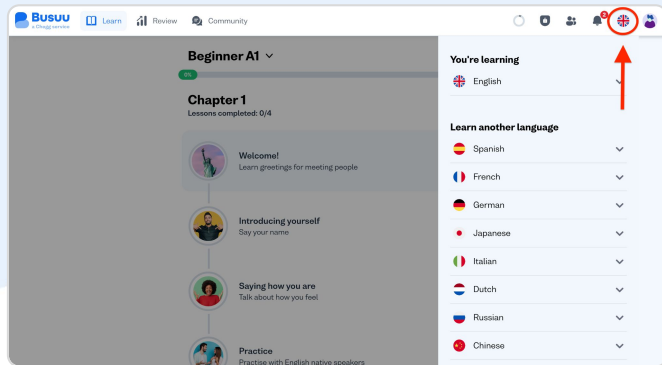 BUSUU
a Chegg service
Learn
Review
Community
2
Beginner A1
Chapter 1
Lessons completed: 0/4
Welcome!
Learn greetings for meeting people
Introducing yourself
Say your name
Saying how you are
Talk about how you feel
Practice
Practise with English native speakers
You're learning
English
Learn another language
Spanish
French
German
Japanese
Italian
Dutch
Russian
Chinese